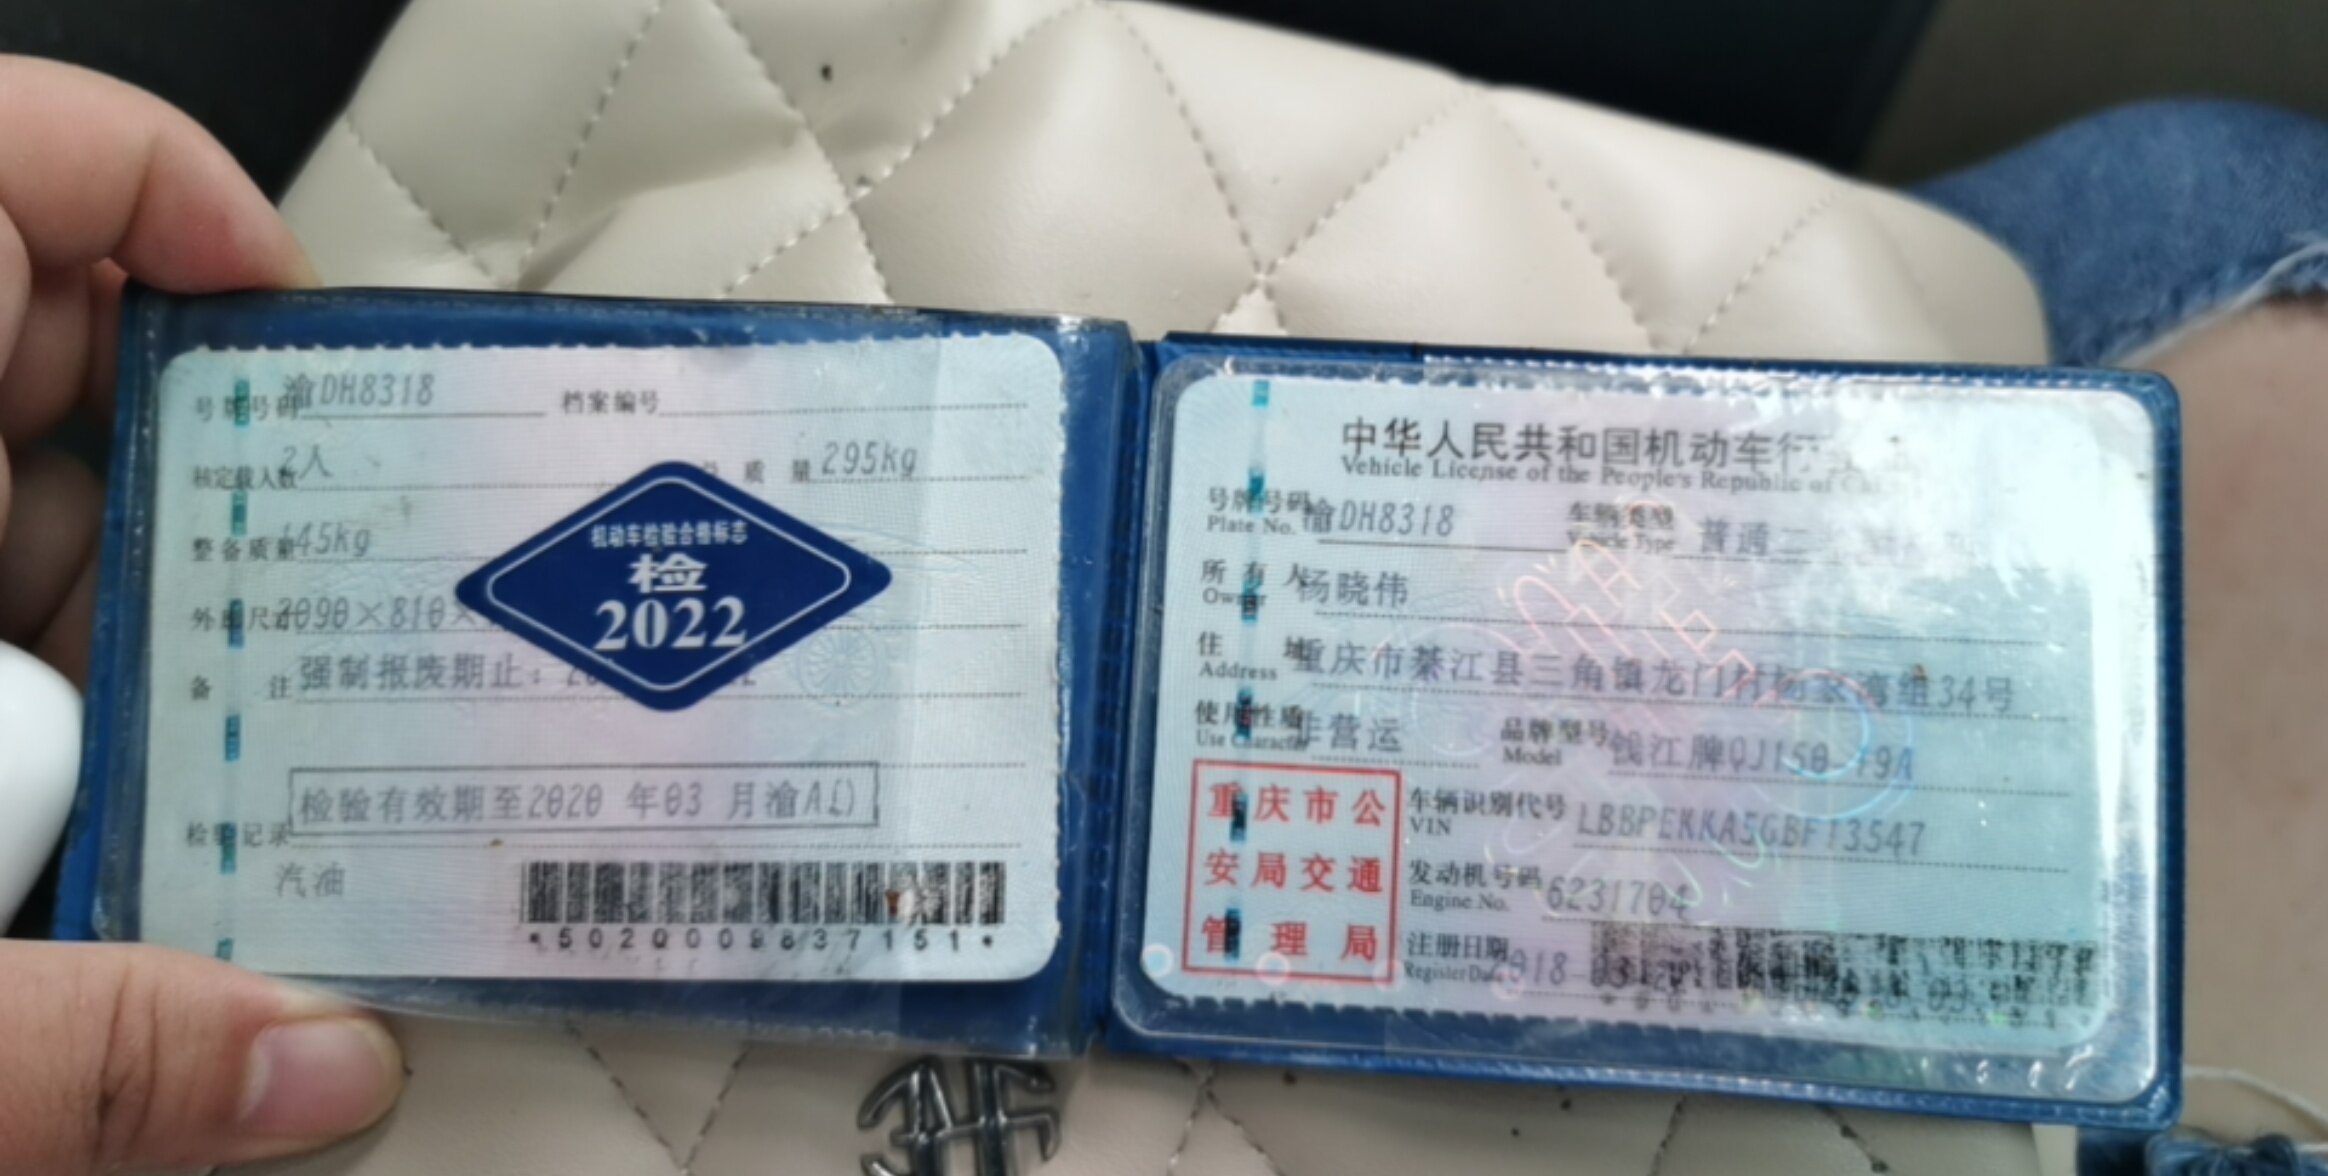 号牌号码 渝DH8318 档案编号
核定载人数 2人 质量 295kg
整备质量 145kg
外廓尺寸 2090×810×
备注 强制报废期止:
机动车检验合格标志
检
2022
检验有效期至2020 年03 月渝A
检验记录
汽油
*5020009837151*
中华人民共和国机动车行
Vehicle License of the People's Republic of
号牌号码 渝DH8318 车辆类型 普通二
Plate No. Vehicle Type
所有人 杨晓伟
Owner
住址 重庆市綦江县三角镇龙门村杨家湾组34号
Address
使用性质 非营运 品牌型号 钱江牌QJ150-19A
Use Character Model
重庆市公
安局交通
管理局
车辆识别代号 LBBPEKKA5GBF13547
VIN
发动机号码 6231704
Engine No.
注册日期
Register Date